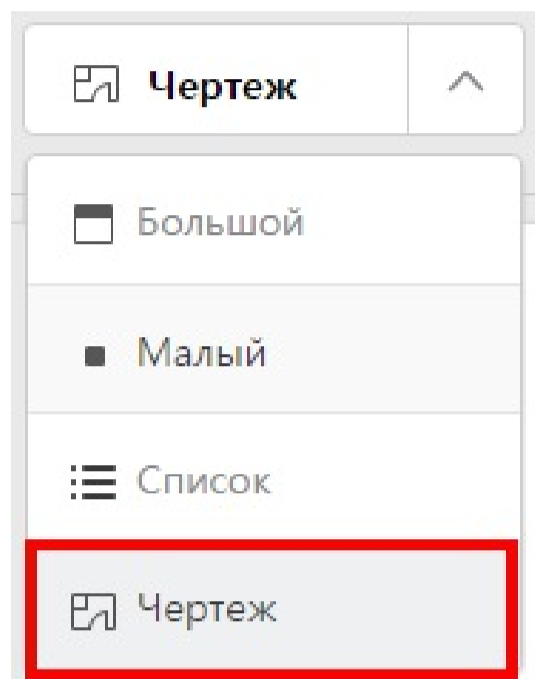 Чертеж
Большой
Малый
Список
Чертеж